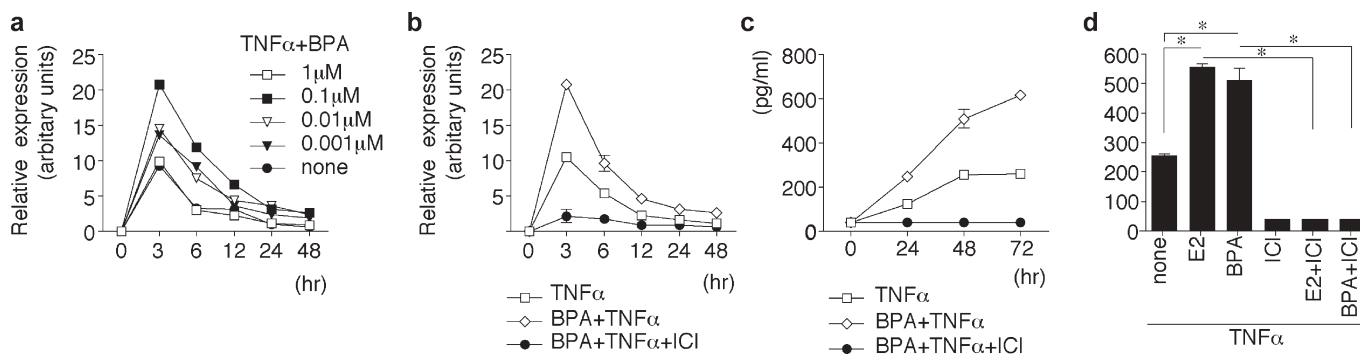 a
Relative expression
(arbitary units)
25
20
15
10
5
0
0 3 6 12 24 48
(hr)
TNFα+BPA
1μM
0.1μM
0.01μM
0.001μM
none
b
Relative expression
(arbitary units)
25
20
15
10
5
0
0 3 6 12 24 48
(hr)
TNFα
BPA+TNFα
BPA+TNFα+ICI
c
(pg/ml)
800
600
400
200
0
0 24 48 72
(hr)
TNFα
BPA+TNFα
BPA+TNFα+ICI
d
*
* *
*
600
500
400
300
200
100
0
none
E2
BPA
ICI
E2+ICI
BPA+ICI
TNFα